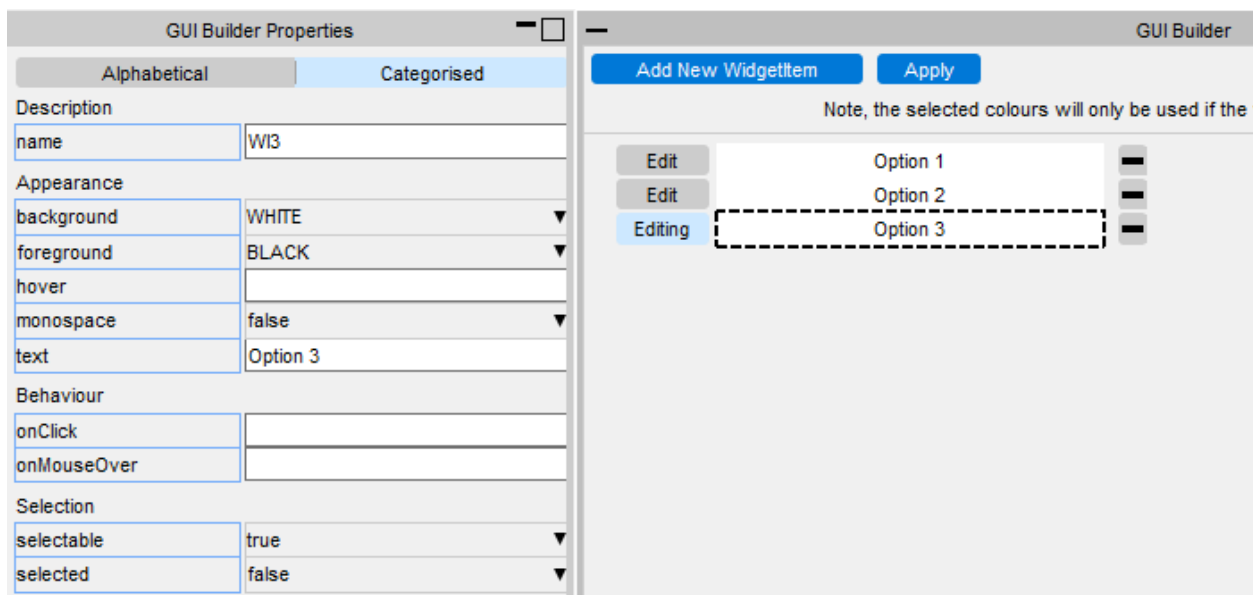 GUI Builder Properties
Alphabetical Categorised
Description
name WI3
Appearance
background WHITE
foreground BLACK
hover
monospace false
text Option 3
Behaviour
onClick
onMouseOver
Selection
selectable true
selected false
GUI Builder
Add New WidgetItem Apply
Note, the selected colours will only be used if the
Edit Option 1
Edit Option 2
Editing Option 3